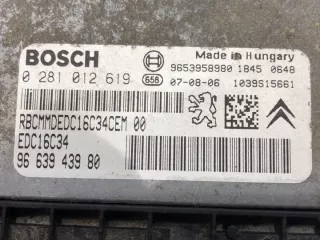 BOSCH
Made in Hungary
9653958980 1845 0648
0 281 012 619 656 07-08-06 1039S15661
RBCMMDEDC16C34CEM 00
EDC16C34
96 639 439 80